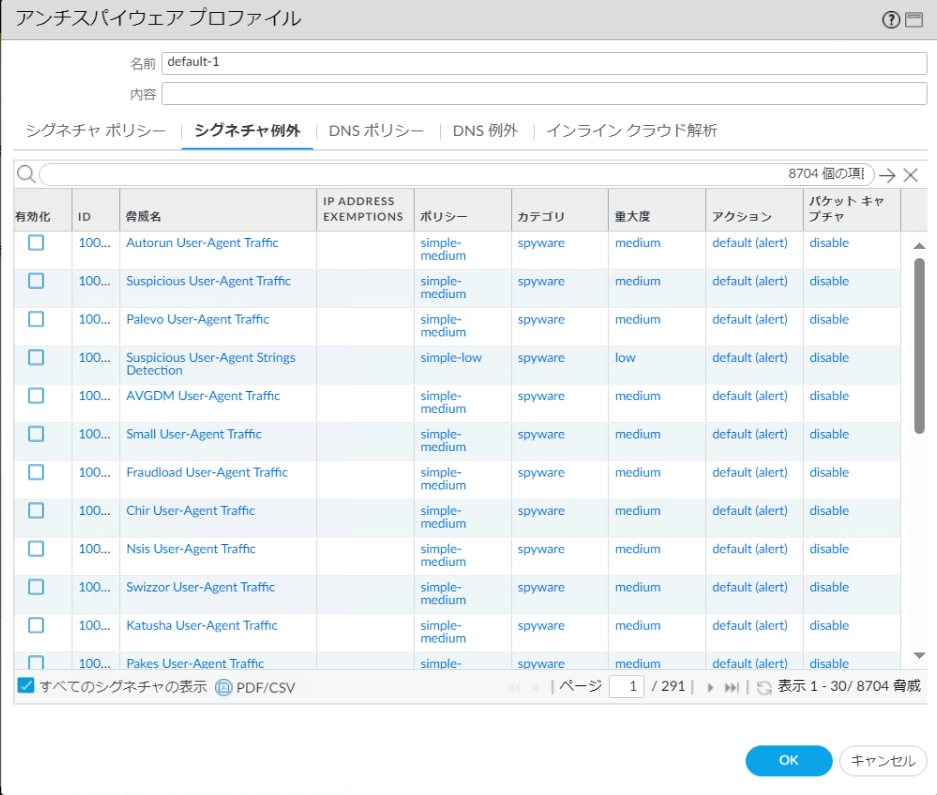 アンチスパイウェア プロファイル
名前 default-1
内容
シグネチャ ポリシー シグネチャ例外 DNS ポリシー DNS 例外 インライン クラウド解析
8704 個の項
有効化 ID 脅威名 IP ADDRESS EXEMPTIONS ポリシー カテゴリ 重大度 アクション パケット キャプチャ
100... Autorun User-Agent Traffic simple-medium spyware medium default (alert) disable
100... Suspicious User-Agent Traffic simple-medium spyware medium default (alert) disable
100... Palevo User-Agent Traffic simple-medium spyware medium default (alert) disable
100... Suspicious User-Agent Strings Detection simple-low spyware low default (alert) disable
100... AVGDM User-Agent Traffic simple-medium spyware medium default (alert) disable
100... Small User-Agent Traffic simple-medium spyware medium default (alert) disable
100... Fraudload User-Agent Traffic simple-medium spyware medium default (alert) disable
100... Chir User-Agent Traffic simple-medium spyware medium default (alert) disable
100... Nsis User-Agent Traffic simple-medium spyware medium default (alert) disable
100... Swizzor User-Agent Traffic simple-medium spyware medium default (alert) disable
100... Katusha User-Agent Traffic simple-medium spyware medium default (alert) disable
100... Pakes User-Agent Traffic simple- spyware medium default (alert) disable
すべてのシグネチャの表示 PDF/CSV ページ 1 / 291 表示 1 - 30/ 8704 脅威
OK キャンセル